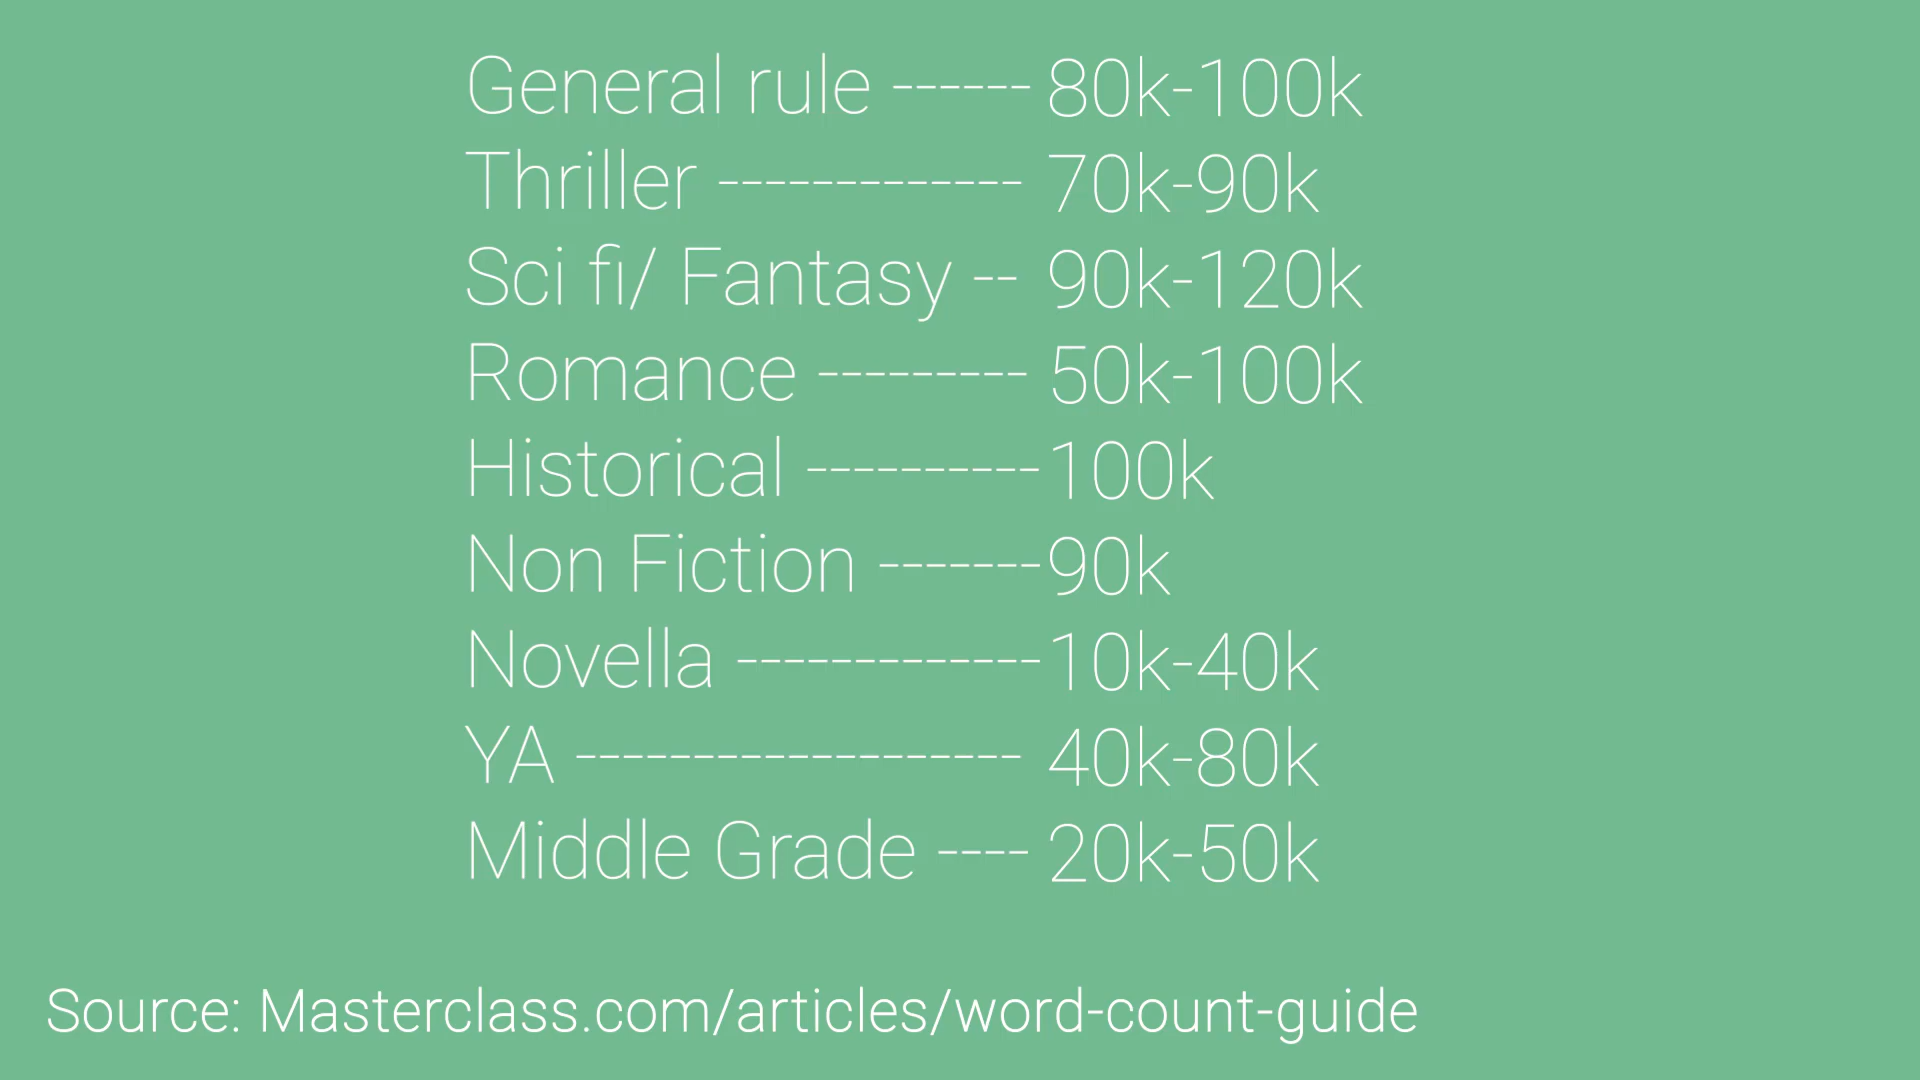 General rule ------ 80k-100k
Thriller ------------- 70k-90k
Sci fi/ Fantasy -- 90k-120k
Romance --------- 50k-100k
Historical ----------100k
Non Fiction -------90k
Novella -------------10k-40k
YA ------------------- 40k-80k
Middle Grade ---- 20k-50k
Source: Masterclass.com/articles/word-count-guide